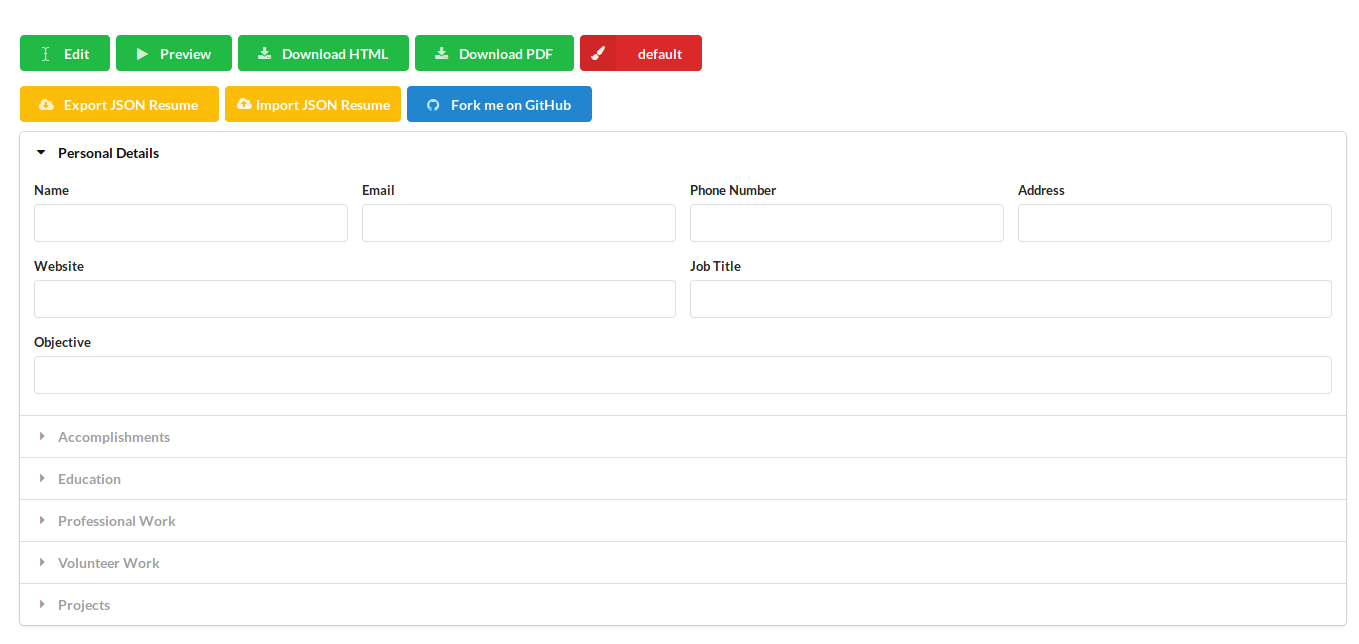 Edit Preview Download HTML Download PDF default
Export JSON Resume Import JSON Resume Fork me on GitHub
Personal Details
Name Email Phone Number Address
Website Job Title
Objective
Accomplishments
Education
Professional Work
Volunteer Work
Projects